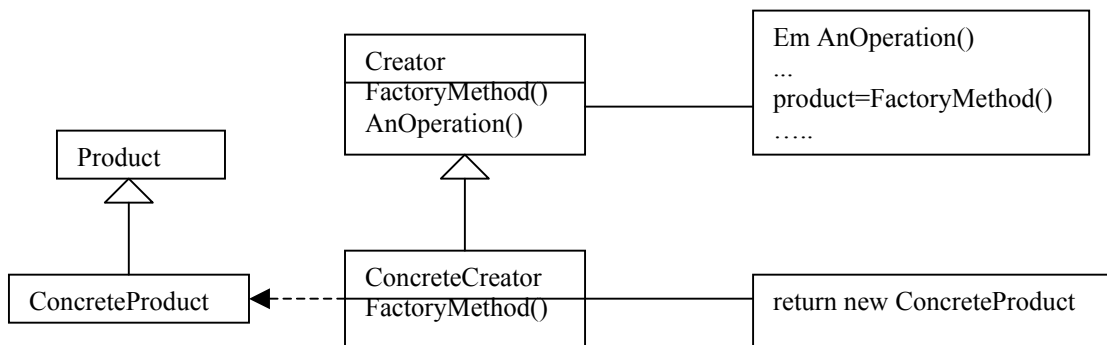 Creator
FactoryMethod()
AnOperation()
Em AnOperation()
...
product=FactoryMethod()
…..
Product
ConcreteProduct
ConcreteCreator
FactoryMethod()
return new ConcreteProduct